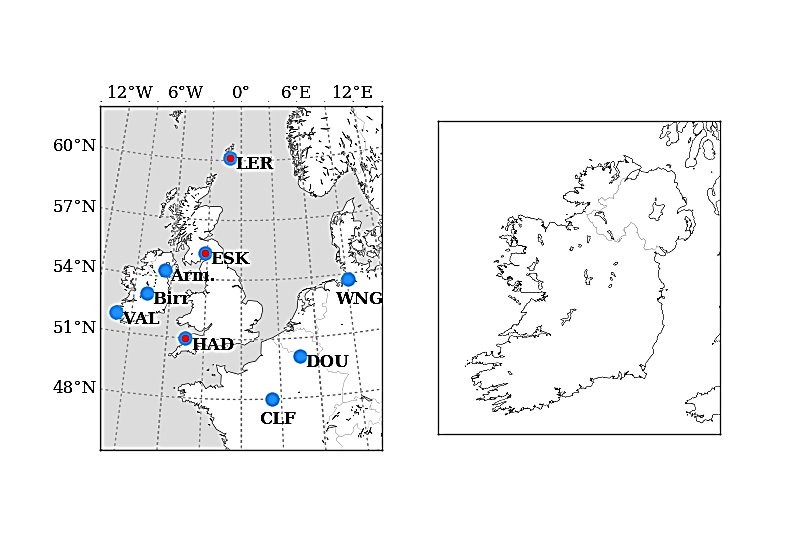 12°W 6°W 0° 6°E 12°E
60°N
LER
57°N
ESK
54°N
Arm.
Birr
WNG
VAL
51°N
HAD
DOU
48°N
CLF